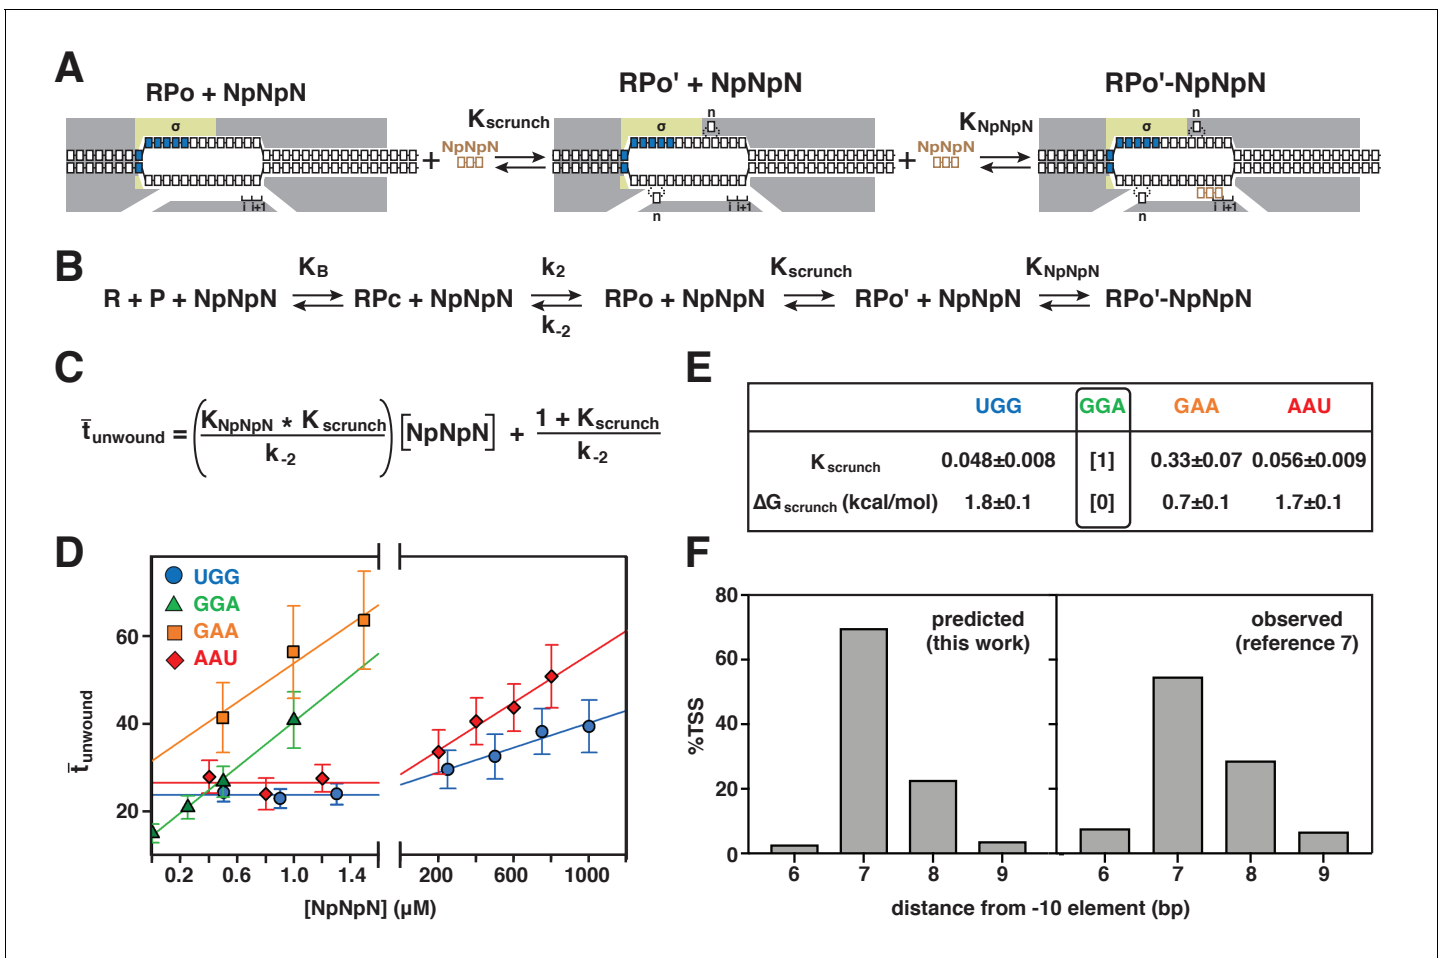 A
RPo + NpNpN
RPo' + NpNpN
RPo'-NpNpN
σ
σ
σ
n
n
Kscrunch
KNpNpN
+ NpNpN
+ NpNpN
i i+1
i i+1
i i+1
n
n
B
KB
k2
Kscrunch
KNpNpN
R + P + NpNpN RPc + NpNpN RPo + NpNpN RPo' + NpNpN RPo'-NpNpN
k-2
C
t̄unwound = (KNpNpN * Kscrunch / k-2) [NpNpN] + 1 + Kscrunch / k-2
E
UGG GGA GAA AAU
Kscrunch 0.048±0.008 [1] 0.33±0.07 0.056±0.009
ΔGscrunch (kcal/mol) 1.8±0.1 [0] 0.7±0.1 1.7±0.1
D
UGG
GGA
GAA
AAU
60
40
20
t̄unwound
0.2 0.6 1.0 1.4 200 600 1000
[NpNpN] (µM)
F
80
60
40
20
0
%TSS
predicted
(this work)
observed
(reference 7)
6 7 8 9 6 7 8 9
distance from -10 element (bp)